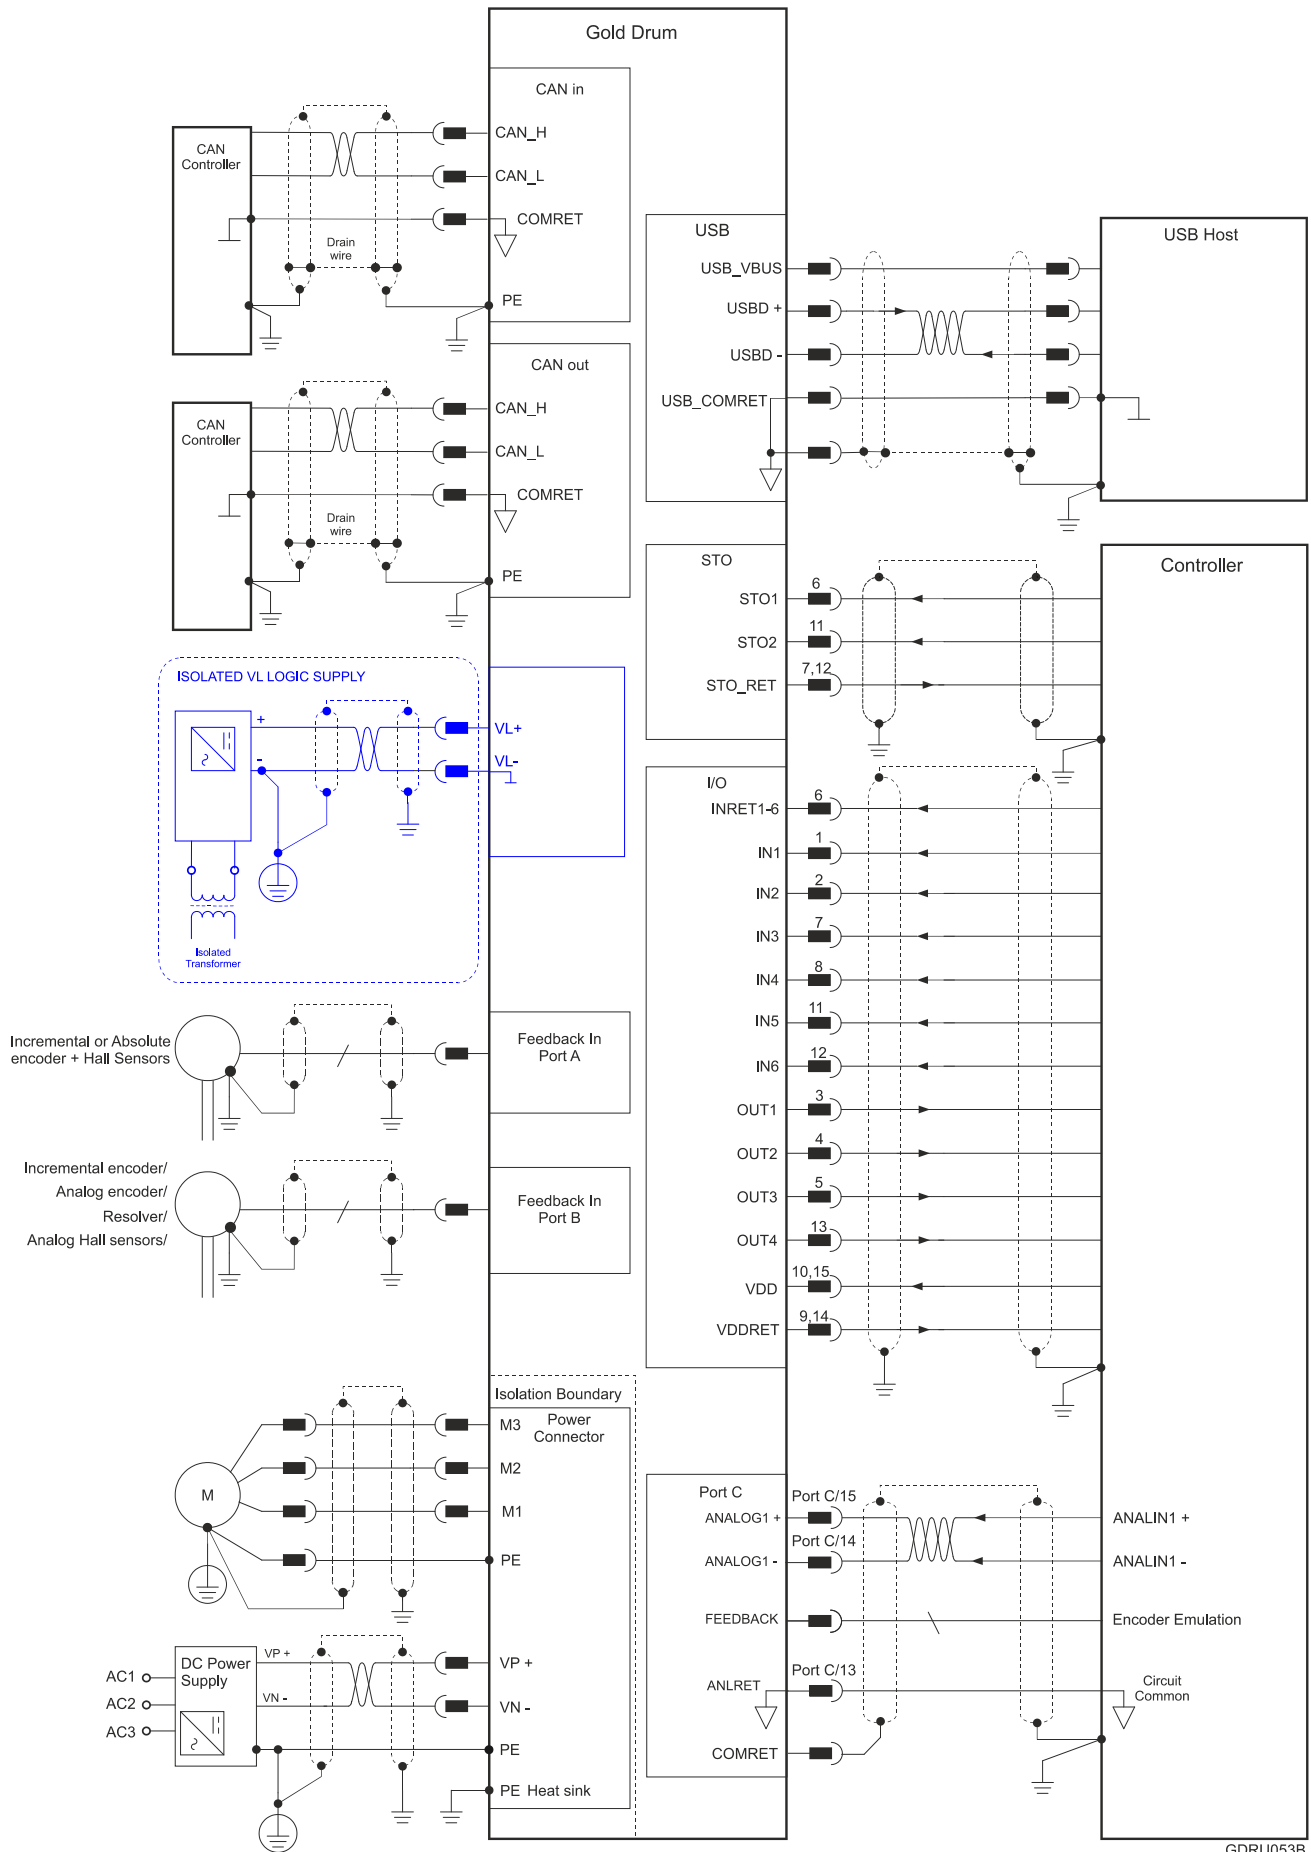 Gold Drum
CAN in
CAN_H
CAN_L
COMRET
PE
CAN
Controller
Drain
wire
CAN out
CAN_H
CAN_L
COMRET
PE
CAN
Controller
Drain
wire
ISOLATED VL LOGIC SUPPLY
+
-
VL+
VL-
Isolated
Transformer
Incremental or Absolute
encoder + Hall Sensors
Feedback In
Port A
Incremental encoder/
Analog encoder/
Resolver/
Analog Hall sensors/
Feedback In
Port B
Isolation Boundary
Power
Connector
M3
M2
M1
PE
M
DC Power
Supply
VP +
VN -
AC1
AC2
AC3
VP +
VN -
PE
PE Heat sink
USB
USB_VBUS
USBD +
USBD -
USB_COMRET
USB Host
STO
STO1
6
STO2
11
STO_RET
7,12
Controller
I/O
INRET1-6
6
IN1
1
IN2
2
IN3
7
IN4
8
IN5
11
IN6
12
OUT1
3
OUT2
4
OUT3
5
OUT4
13
VDD
10,15
VDDRET
9,14
Port C
Port C/15
ANALOG1 +
ANALIN1 +
Port C/14
ANALOG1 -
ANALIN1 -
FEEDBACK
Encoder Emulation
Port C/13
ANLRET
Circuit
Common
COMRET
GDRU053B